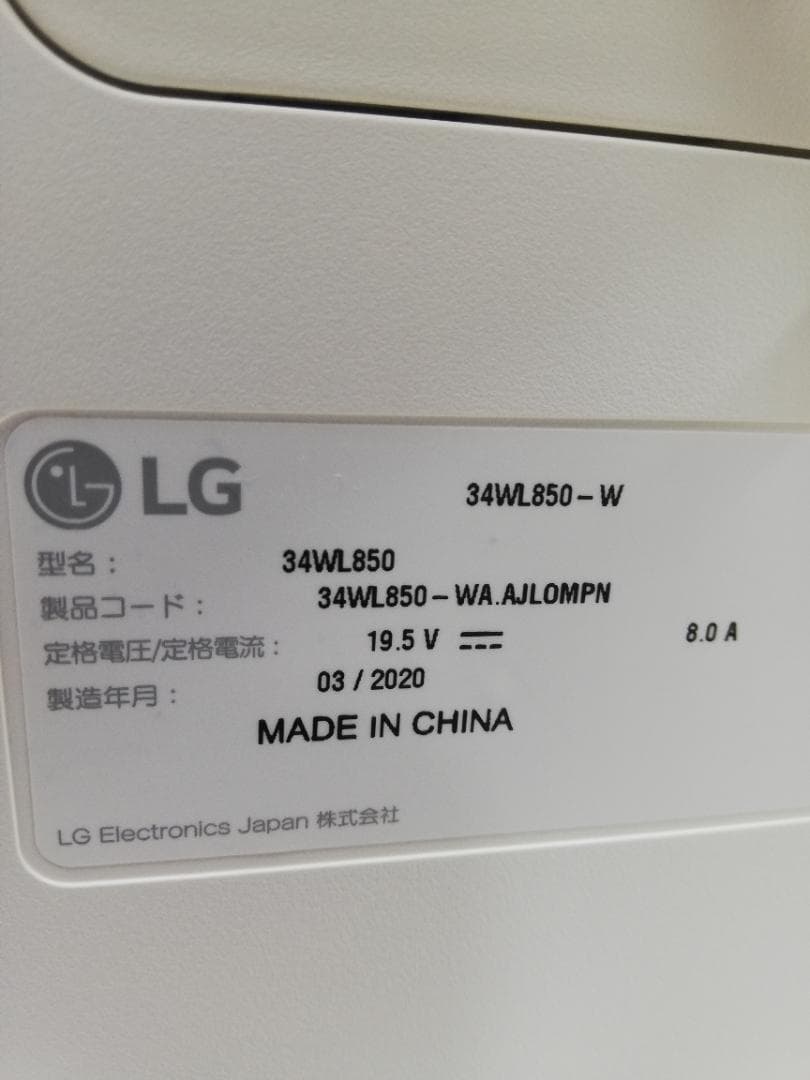 LG
34WL850-W
型名: 34WL850
製品コード: 34WL850-WA.AJLOMPN
定格電圧/定格電流: 19.5 V ⎓ 8.0 A
製造年月: 03 / 2020
MADE IN CHINA
LG Electronics Japan 株式会社